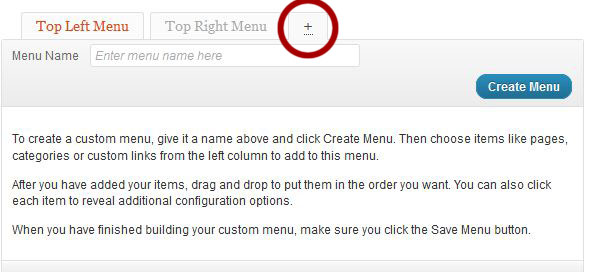 Top Left Menu Top Right Menu +
Menu Name Enter menu name here
Create Menu
To create a custom menu, give it a name above and click Create Menu. Then choose items like pages,
categories or custom links from the left column to add to this menu.
After you have added your items, drag and drop to put them in the order you want. You can also click
each item to reveal additional configuration options.
When you have finished building your custom menu, make sure you click the Save Menu button.